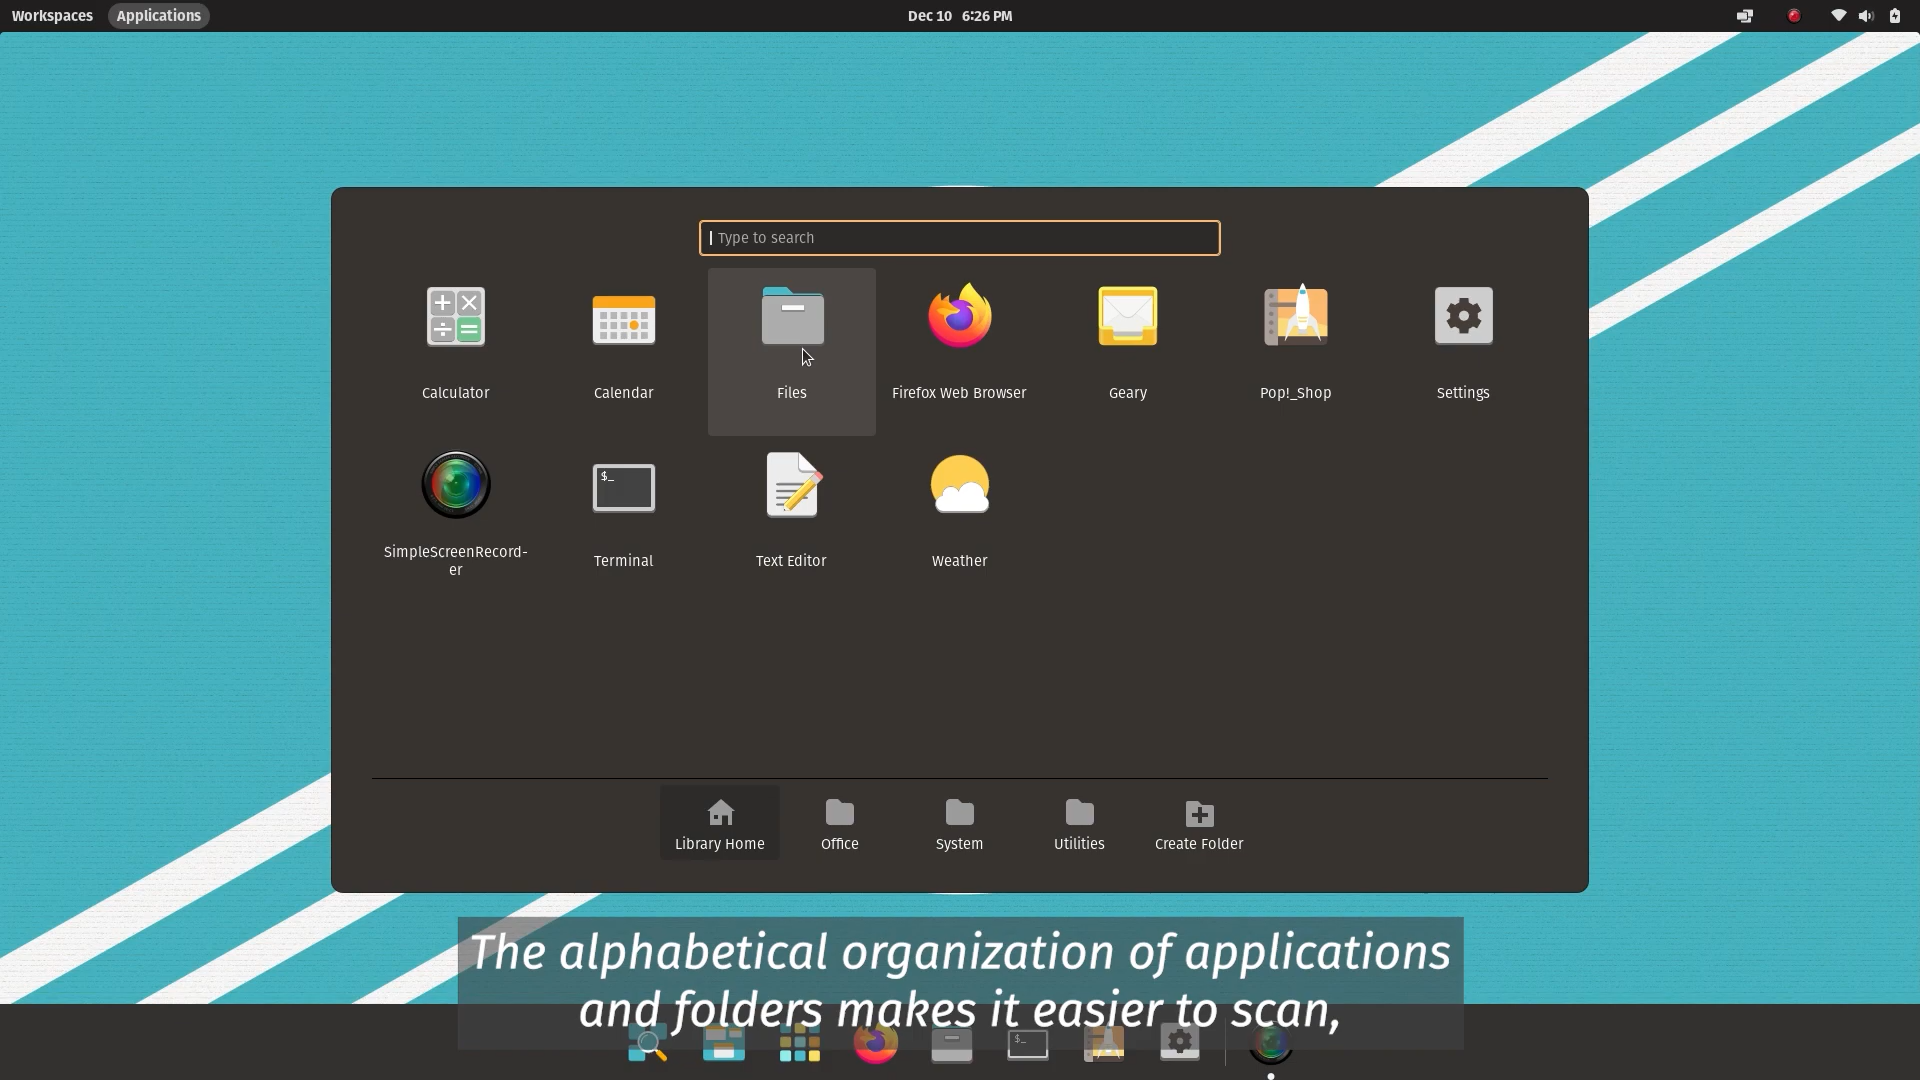 Workspaces Applications Dec 10 6:26 PM
Type to search
Calculator Calendar Files Firefox Web Browser Geary Pop!_Shop Settings
$_
SimpleScreenRecord-
er
Terminal Text Editor Weather
Library Home Office System Utilities Create Folder
The alphabetical organization of applications
and folders makes it easier to scan,
$_